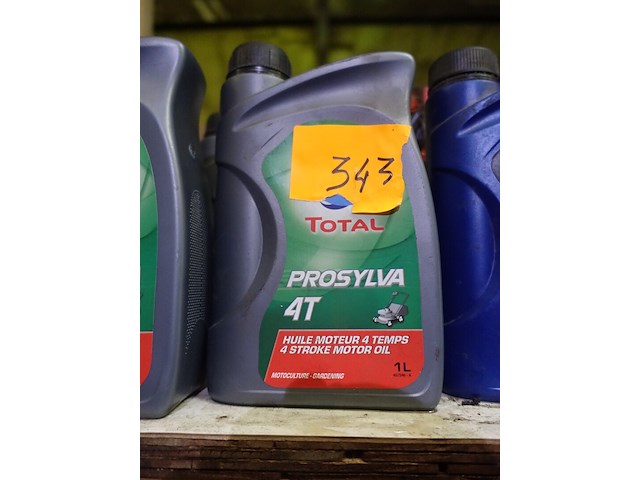 343
TOTAL
PROSYLVA
4T
HUILE MOTEUR 4 TEMPS
4 STROKE MOTOR OIL
MOTOCULTURE - GARDENING
1L